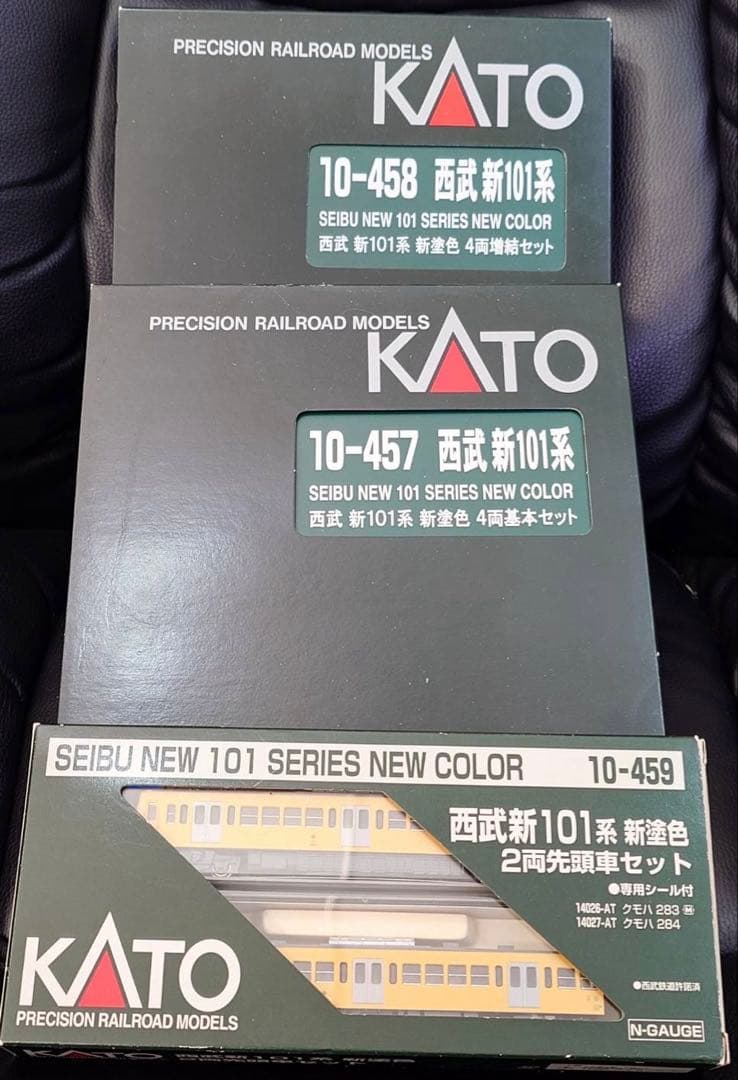 PRECISION RAILROAD MODELS
KATO
10-458 西武 新101系
SEIBU NEW 101 SERIES NEW COLOR
西武 新101系 新塗色 4両増結セット
PRECISION RAILROAD MODELS
KATO
10-457 西武 新101系
SEIBU NEW 101 SERIES NEW COLOR
西武 新101系 新塗色 4両基本セット
SEIBU NEW 101 SERIES NEW COLOR 10-459
西武新101系 新塗色
2両先頭車セット
●専用シール付
14026-AT クモハ 283 Ⓜ
14027-AT クモハ 284
KATO
PRECISION RAILROAD MODELS
●西武鉄道許諾済
N-GAUGE